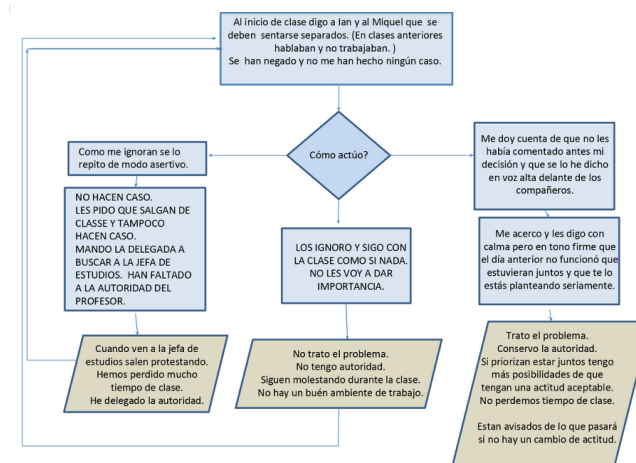 Al inicio de clase digo a Ian y al Miquel que se
deben sentarse separados. (En clases anteriores
hablaban y no trabajaban. )
Se han negado y no me han hecho ningún caso.
Cómo actúo?
Como me ignoran se lo
repito de modo asertivo.
NO HACEN CASO.
LES PIDO QUE SALGAN DE
CLASSE Y TAMPOCO
HACEN CASO.
MANDO LA DELEGADA A
BUSCAR A LA JEFA DE
ESTUDIOS. HAN FALTADO
A LA AUTORIDAD DEL
PROFESOR.
Cuando ven a la jefa de
estudios salen protestando.
Hemos perdido mucho
tiempo de clase.
He delegado la autoridad.
LOS IGNORO Y SIGO CON
LA CLASE COMO SI NADA.
NO LES VOY A DAR
IMPORTANCIA.
No trato el problema.
No tengo autoridad.
Siguen molestando durante la clase.
No hay un buén ambiente de trabajo.
Me doy cuenta de que no les
había comentado antes mi
decisión y que se lo he dicho
en voz alta delante de los
compañeros.
Me acerco y les digo con
calma pero en tono firme que
el día anterior no funcionó que
estuvieran juntos y que te lo
estás planteando seriamente.
Trato el problema.
Conservo la autoridad.
Si priorizan estar juntos tengo
más posibilidades de que
tengan una actitud aceptable.
No perdemos tiempo de clase.
Estan avisados de lo que pasará
si no hay un cambio de actitud.